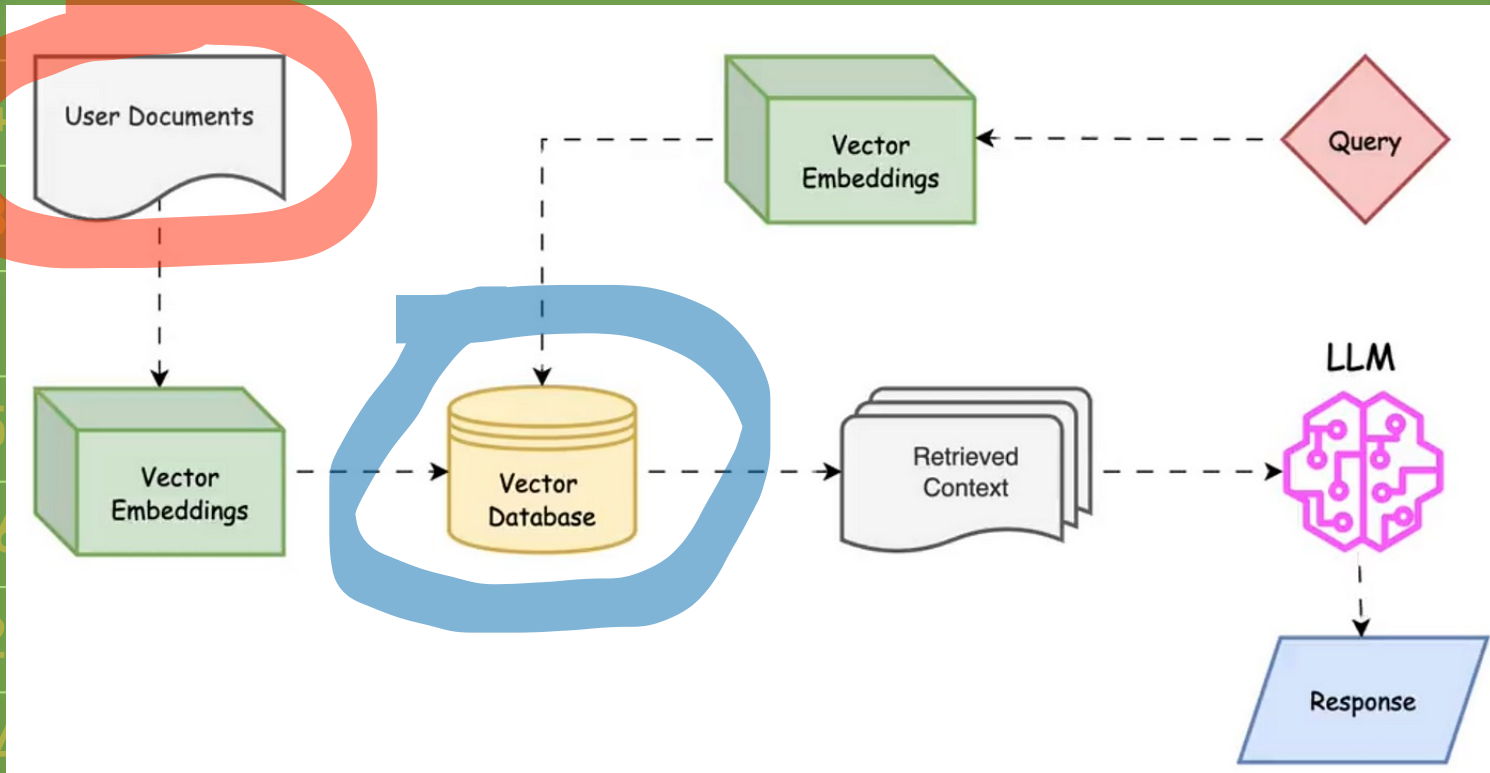 User Documents
Vector
Embeddings
Query
LLM
Vector
Embeddings
Vector
Database
Retrieved
Context
Response